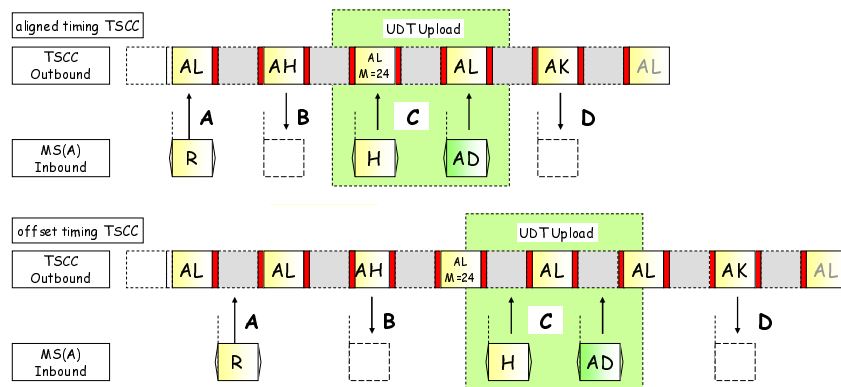 aligned timing TSCC
UDT Upload
TSCC
Outbound
AL
AH
AL
M=24
AL
AK
AL
A
B
C
D
MS(A)
Inbound
R
H
AD
offset timing TSCC
UDT Upload
TSCC
Outbound
AL
AL
AH
AL
M=24
AL
AL
AK
AL
A
B
C
D
MS(A)
Inbound
R
H
AD